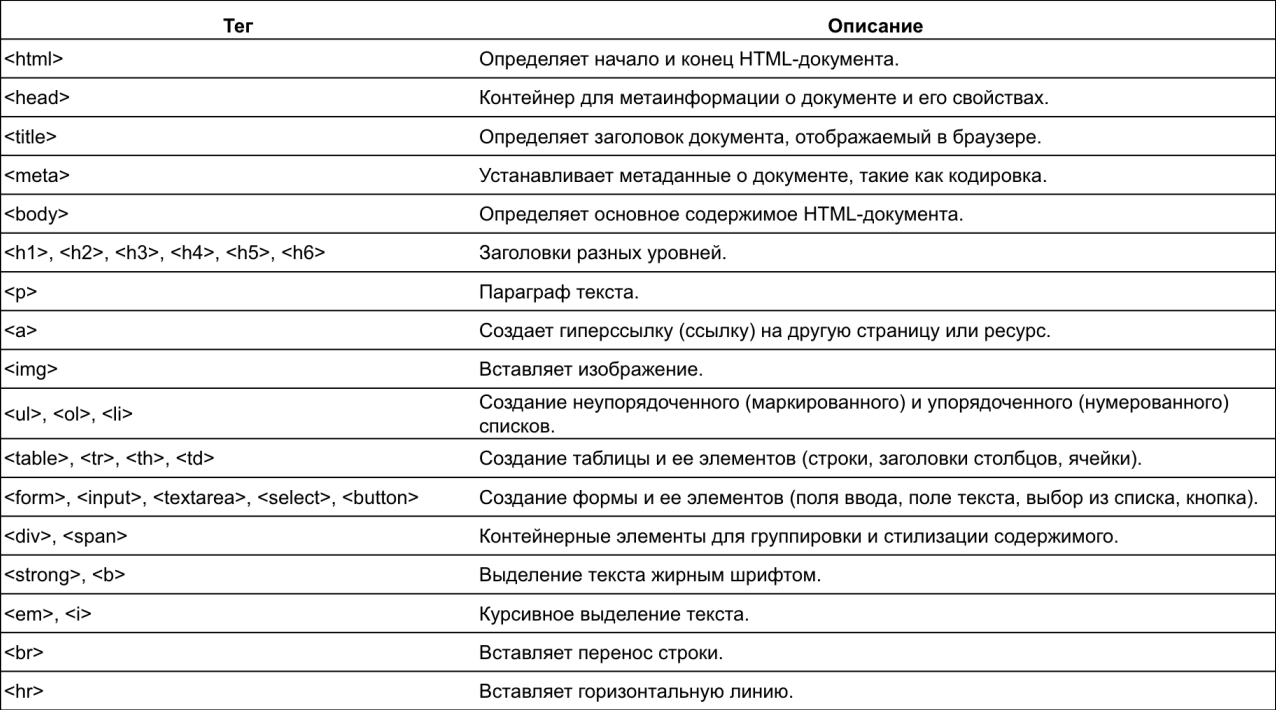 Тег Описание
<html> Определяет начало и конец HTML-документа.
<head> Контейнер для метаинформации о документе и его свойствах.
<title> Определяет заголовок документа, отображаемый в браузере.
<meta> Устанавливает метаданные о документе, такие как кодировка.
<body> Определяет основное содержимое HTML-документа.
<h1>, <h2>, <h3>, <h4>, <h5>, <h6> Заголовки разных уровней.
<p> Параграф текста.
<a> Создает гиперссылку (ссылку) на другую страницу или ресурс.
<img> Вставляет изображение.
<ul>, <ol>, <li> Создание неупорядоченного (маркированного) и упорядоченного (нумерованного)
списков.
<table>, <tr>, <th>, <td> Создание таблицы и ее элементов (строки, заголовки столбцов, ячейки).
<form>, <input>, <textarea>, <select>, <button> Создание формы и ее элементов (поля ввода, поле текста, выбор из списка, кнопка).
<div>, <span> Контейнерные элементы для группировки и стилизации содержимого.
<strong>, <b> Выделение текста жирным шрифтом.
<em>, <i> Курсивное выделение текста.
<br> Вставляет перенос строки.
<hr> Вставляет горизонтальную линию.